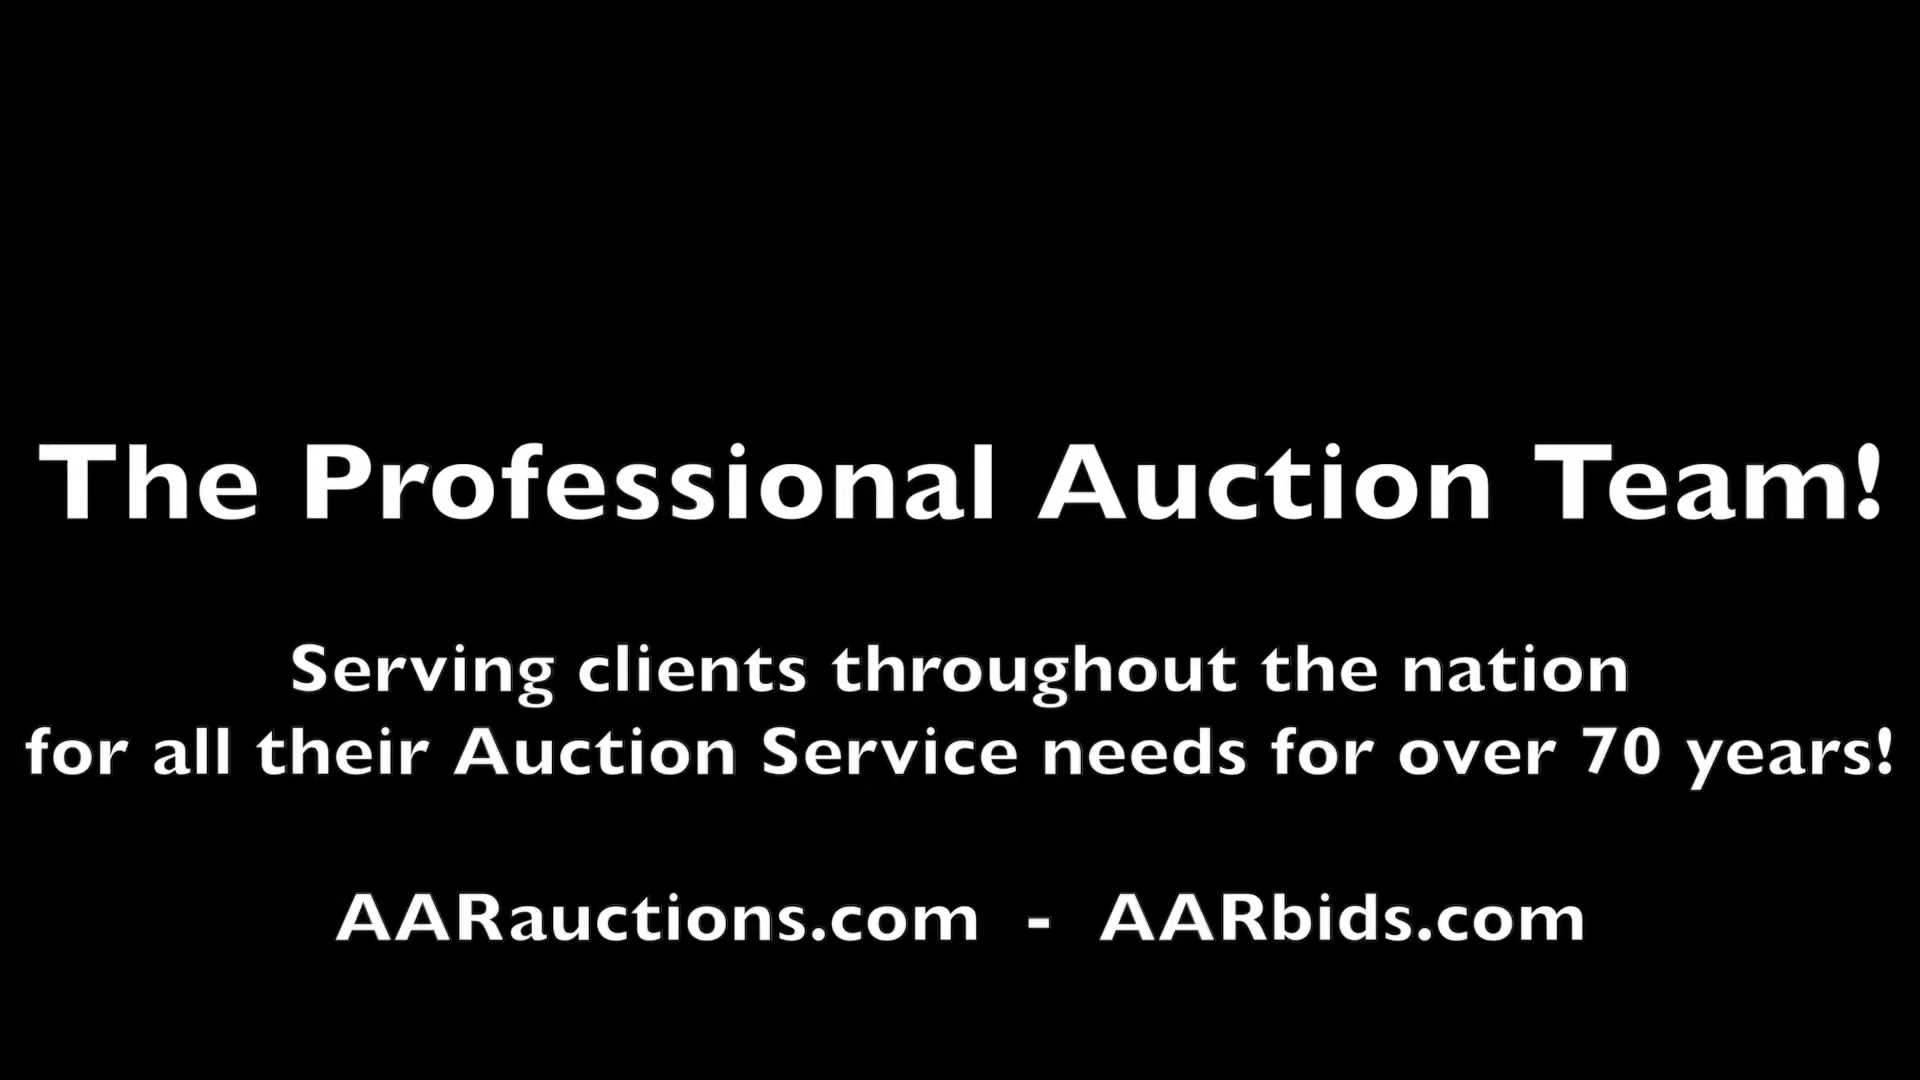 The Professional Auction Team!
Serving clients throughout the nation
for all their Auction Service needs for over 70 years!
AARauctions.com - AARbids.com